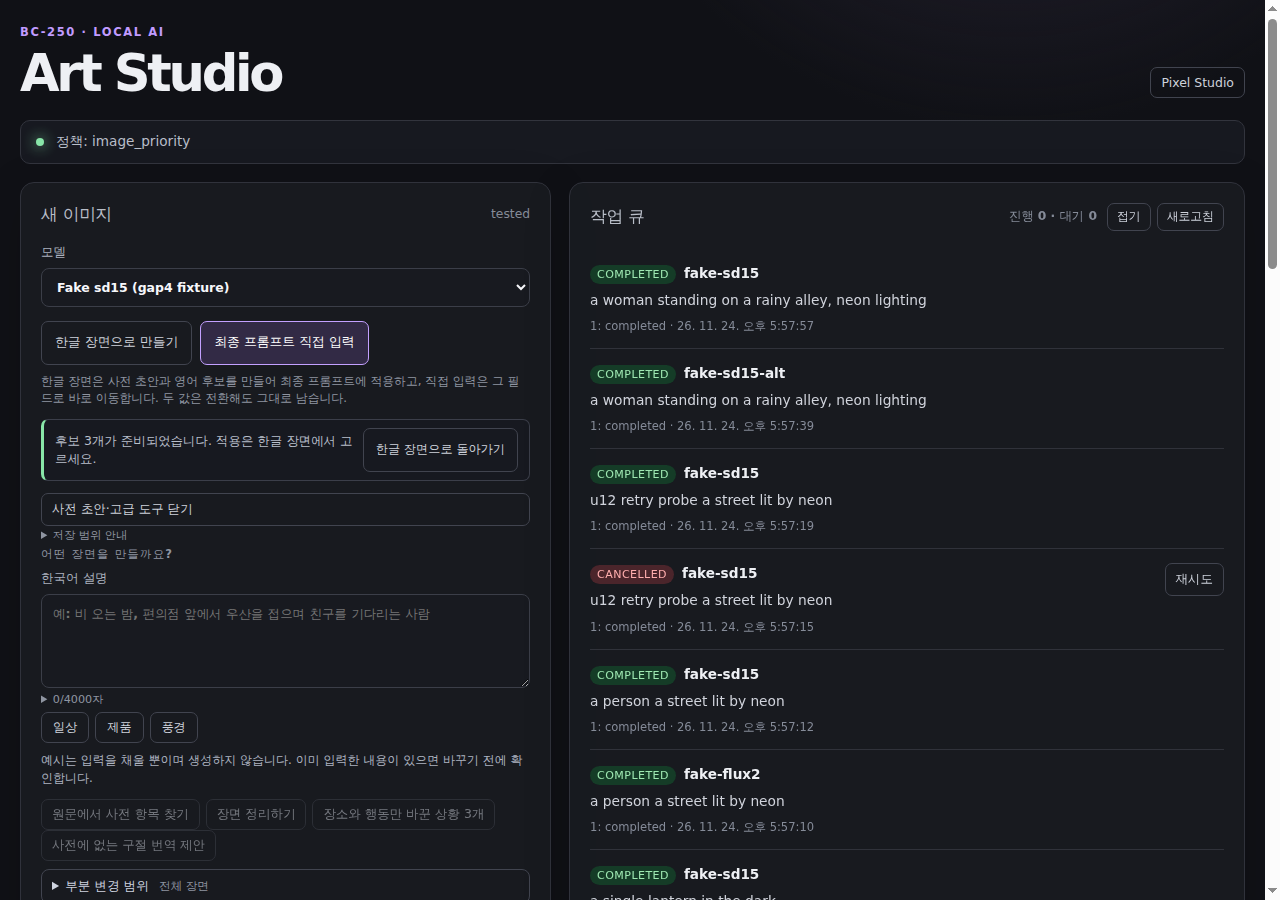 BC-250 · LOCAL AI
Art Studio
Pixel Studio
정책: image_priority
새 이미지
tested
모델
Fake sd15 (gap4 fixture)
한글 장면으로 만들기
최종 프롬프트 직접 입력
한글 장면은 사전 초안과 영어 후보를 만들어 최종 프롬프트에 적용하고, 직접 입력은 그 필
드로 바로 이동합니다. 두 값은 전환해도 그대로 남습니다.
후보 3개가 준비되었습니다. 적용은 한글 장면에서 고
르세요.
한글 장면으로 돌아가기
사전 초안·고급 도구 닫기
저장 범위 안내
어떤 장면을 만들까요?
한국어 설명
예: 비 오는 밤, 편의점 앞에서 우산을 접으며 친구를 기다리는 사람
0/4000자
일상
제품
풍경
예시는 입력을 채울 뿐이며 생성하지 않습니다. 이미 입력한 내용이 있으면 바꾸기 전에 확
인합니다.
원문에서 사전 항목 찾기
장면 정리하기
장소와 행동만 바꾼 상황 3개
사전에 없는 구절 번역 제안
부분 변경 범위 전체 장면
작업 큐
진행 0 · 대기 0
접기
새로고침
COMPLETED fake-sd15
a woman standing on a rainy alley, neon lighting
1: completed · 26. 11. 24. 오후 5:57:57
COMPLETED fake-sd15-alt
a woman standing on a rainy alley, neon lighting
1: completed · 26. 11. 24. 오후 5:57:39
COMPLETED fake-sd15
u12 retry probe a street lit by neon
1: completed · 26. 11. 24. 오후 5:57:19
CANCELLED fake-sd15
재시도
u12 retry probe a street lit by neon
1: completed · 26. 11. 24. 오후 5:57:15
COMPLETED fake-sd15
a person a street lit by neon
1: completed · 26. 11. 24. 오후 5:57:12
COMPLETED fake-flux2
a person a street lit by neon
1: completed · 26. 11. 24. 오후 5:57:10
COMPLETED fake-sd15
a single lantern in the dark